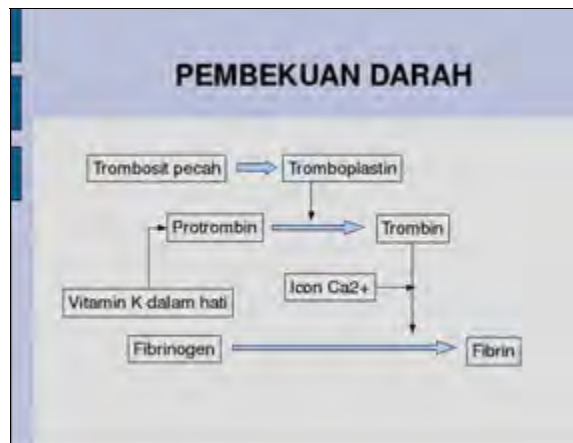 PEMBEKUAN DARAH
Trombosit pecah
Tromboplastin
Protrombin
Trombin
Icon Ca2+
Vitamin K dalam hati
Fibrinogen
Fibrin